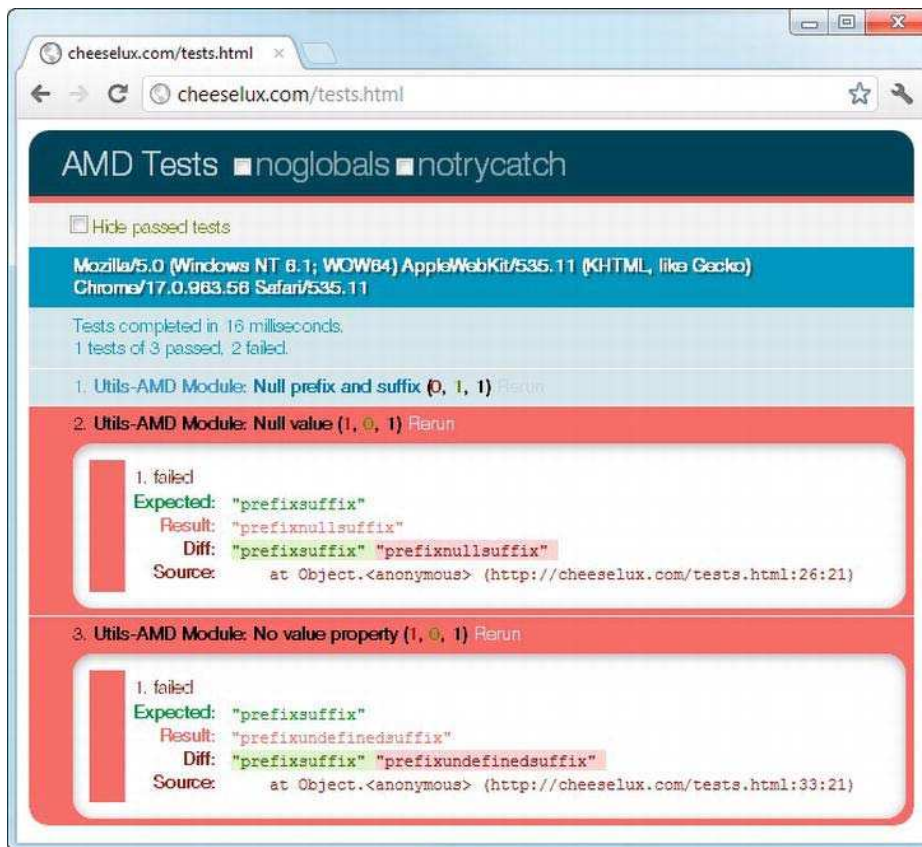 cheeselux.com/tests.html
cheeselux.com/tests.html
AMD Tests noglobals notrycatch
Hide passed tests
Mozilla/5.0 (Windows NT 6.1; WOW64) AppleWebKit/535.11 (KHTML, like Gecko)
Chrome/17.0.963.56 Safari/535.11
Tests completed in 16 milliseconds.
1 tests of 3 passed, 2 failed.
1. Utils-AMD Module: Null prefix and suffix (0, 1, 1) Rerun
2. Utils-AMD Module: Null value (1, 0, 1) Rerun
1. failed
Expected: "prefixsuffix"
Result: "prefixnullsuffix"
Diff: "prefixsuffix" "prefixnullsuffix"
Source: at Object.<anonymous> (http://cheeselux.com/tests.html:26:21)
3. Utils-AMD Module: No value property (1, 0, 1) Rerun
1. failed
Expected: "prefixsuffix"
Result: "prefixundefinedsuffix"
Diff: "prefixsuffix" "prefixundefinedsuffix"
Source: at Object.<anonymous> (http://cheeselux.com/tests.html:33:21)